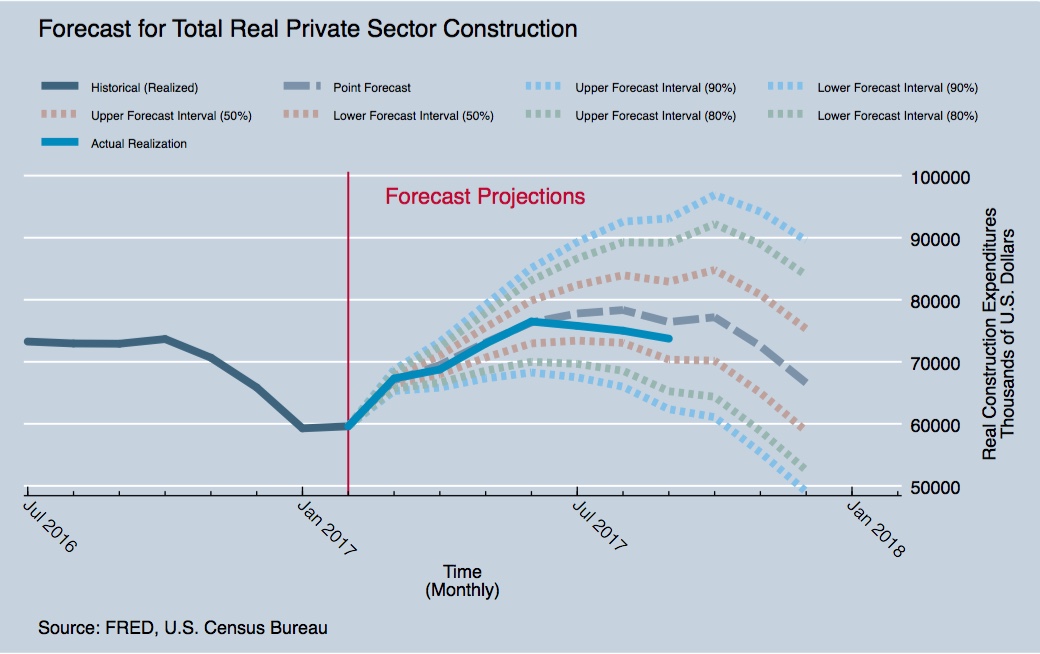 Forecast for Total Real Private Sector Construction
Historical (Realized)
Point Forecast
Upper Forecast Interval (90%)
Lower Forecast Interval (90%)
Upper Forecast Interval (50%)
Lower Forecast Interval (50%)
Upper Forecast Interval (80%)
Lower Forecast Interval (80%)
Actual Realization
Forecast Projections
100000
90000
80000
70000
60000
50000
Real Construction Expenditures
Thousands of U.S. Dollars
Jul 2016
Jan 2017
Jul 2017
Jan 2018
Time
(Monthly)
Source: FRED, U.S. Census Bureau